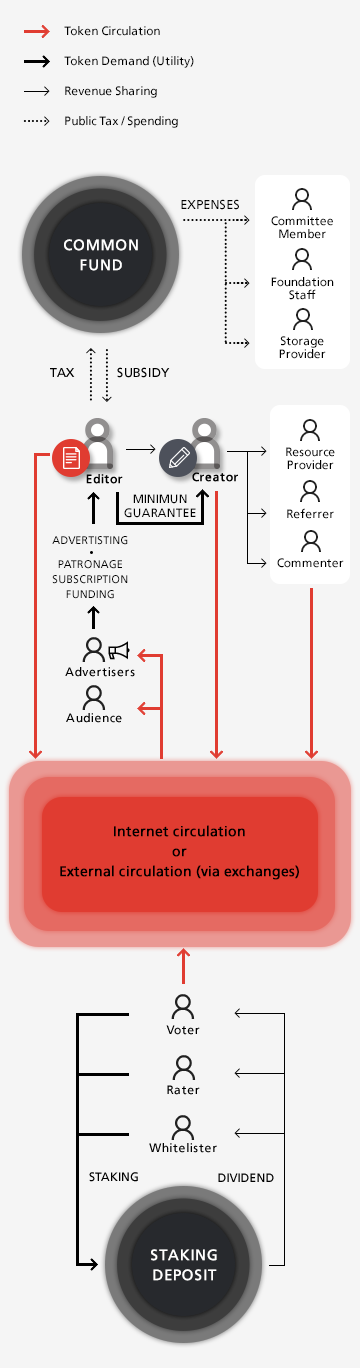 Token Circulation
Token Demand (Utility)
Revenue Sharing
Public Tax / Spending
EXPENSES
COMMON
FUND
Committee
Member
Foundation
Staff
Storage
Provider
TAX
SUBSIDY
Editor
Creator
MINIMUN
GUARANTEE
Resource
Provider
Referrer
Commenter
ADVERTISTING
•
PATRONAGE
SUBSCRIPTION
FUNDING
Advertisers
Audience
Internet circulation
or
External circulation (via exchanges)
Voter
Rater
Whitelister
STAKING
DIVIDEND
STAKING
DEPOSIT